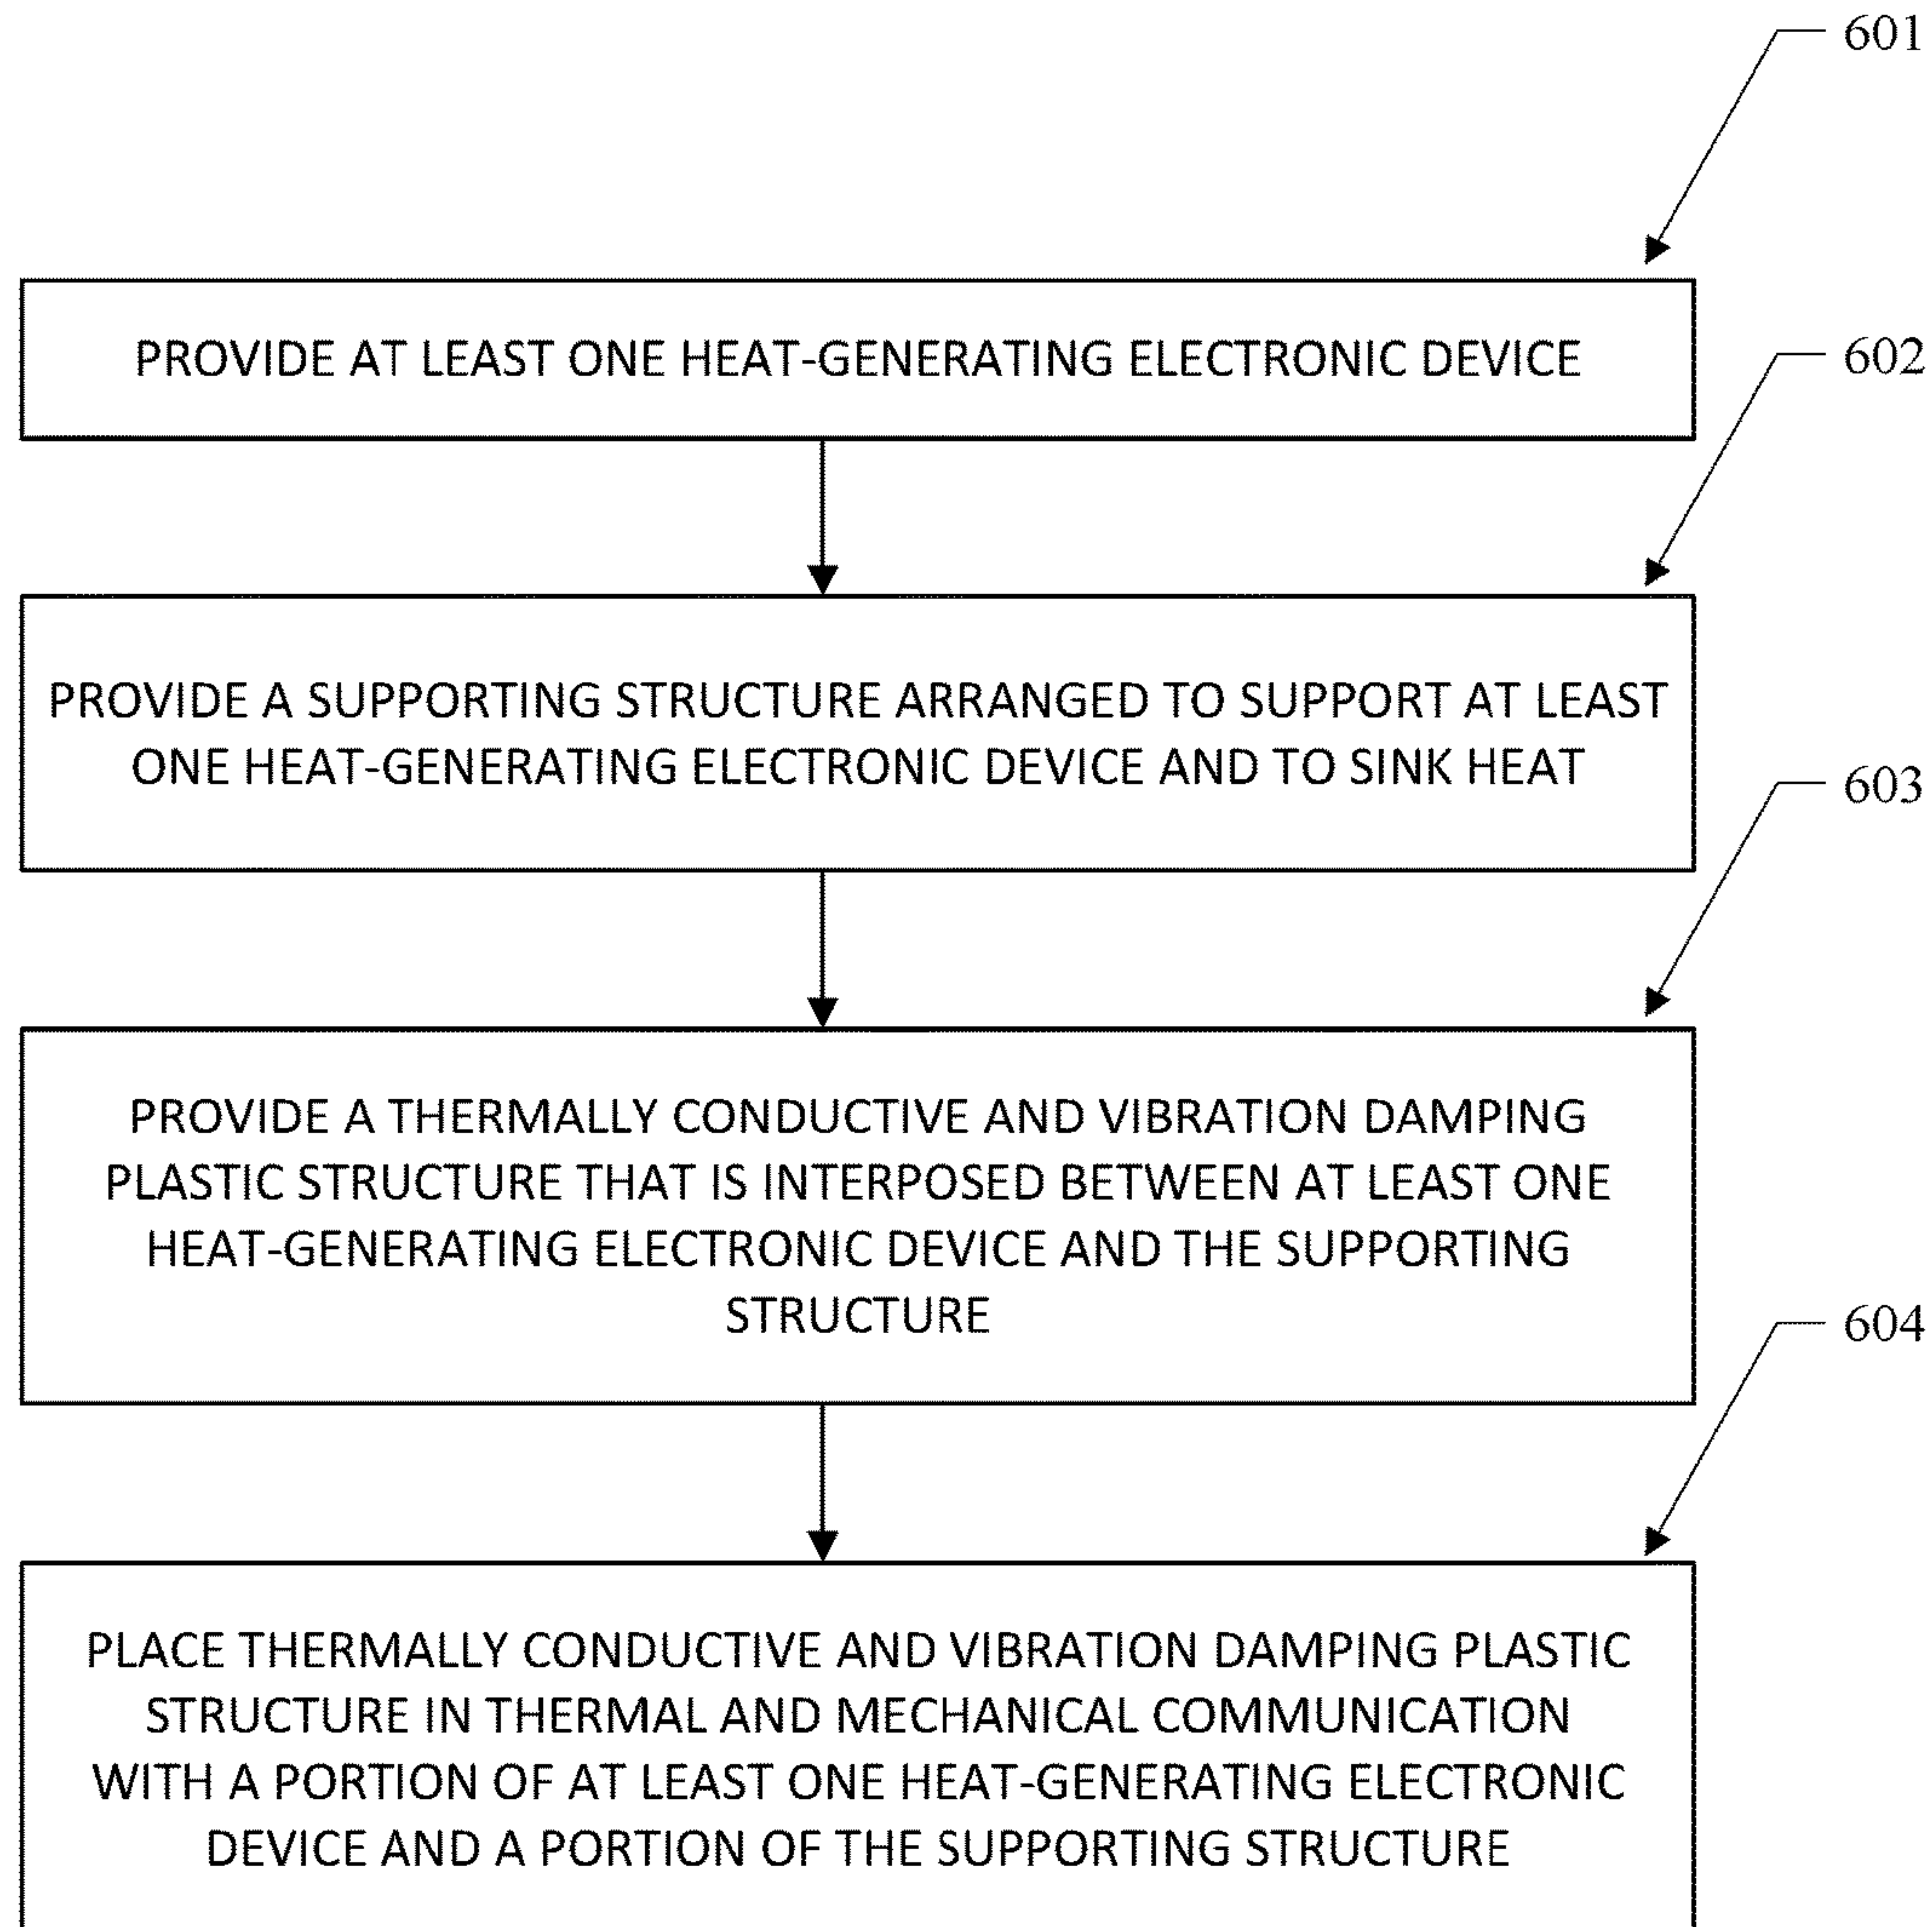 601
PROVIDE AT LEAST ONE HEAT-GENERATING ELECTRONIC DEVICE
602
PROVIDE A SUPPORTING STRUCTURE ARRANGED TO SUPPORT AT LEAST
ONE HEAT-GENERATING ELECTRONIC DEVICE AND TO SINK HEAT
603
PROVIDE A THERMALLY CONDUCTIVE AND VIBRATION DAMPING
PLASTIC STRUCTURE THAT IS INTERPOSED BETWEEN AT LEAST ONE
HEAT-GENERATING ELECTRONIC DEVICE AND THE SUPPORTING
STRUCTURE
604
PLACE THERMALLY CONDUCTIVE AND VIBRATION DAMPING PLASTIC
STRUCTURE IN THERMAL AND MECHANICAL COMMUNICATION
WITH A PORTION OF AT LEAST ONE HEAT-GENERATING ELECTRONIC
DEVICE AND A PORTION OF THE SUPPORTING STRUCTURE